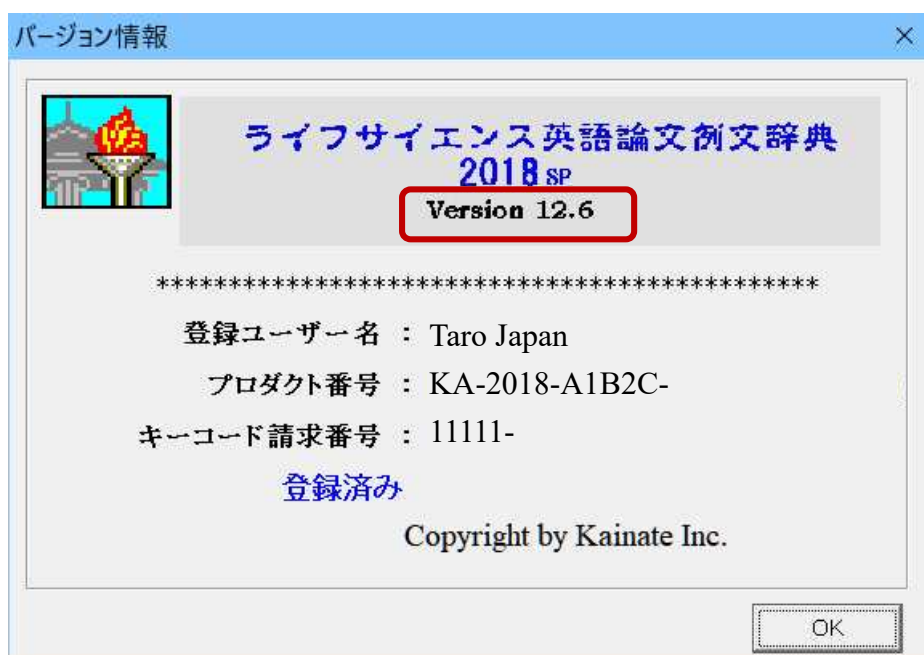 バージョン情報
ライフサイエンス英語論文例文辞典
2018 SP
Version 12.6
**********************************************
登録ユーザー名 : Taro Japan
プロダクト番号 : KA-2018-A1B2C-
キーコード請求番号 : 11111-
登録済み
Copyright by Kainate Inc.
OK